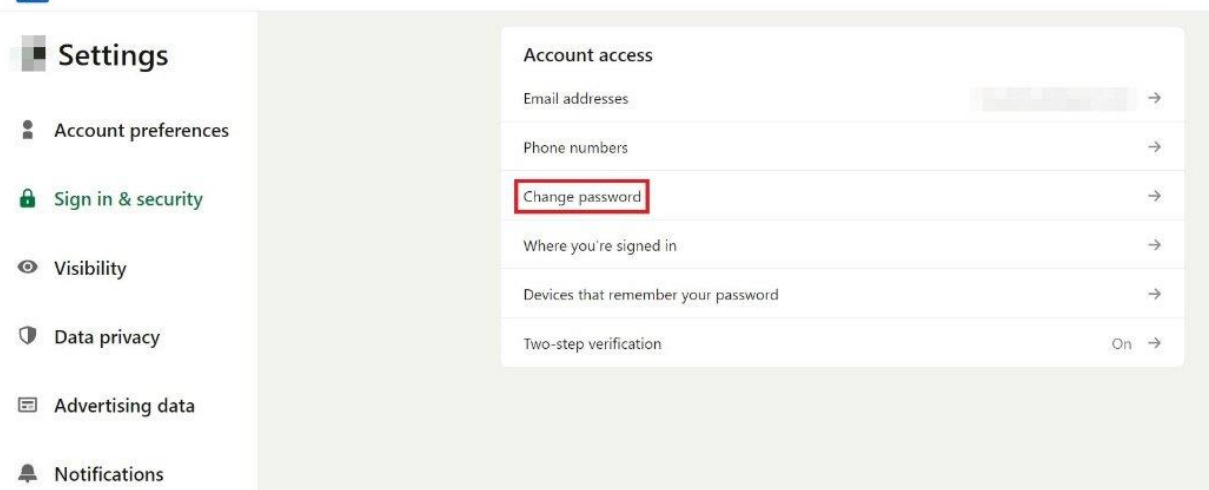 Settings
Account preferences
Sign in & security
Visibility
Data privacy
Advertising data
Notifications
Account access
Email addresses
Phone numbers
Change password
Where you're signed in
Devices that remember your password
Two-step verification On